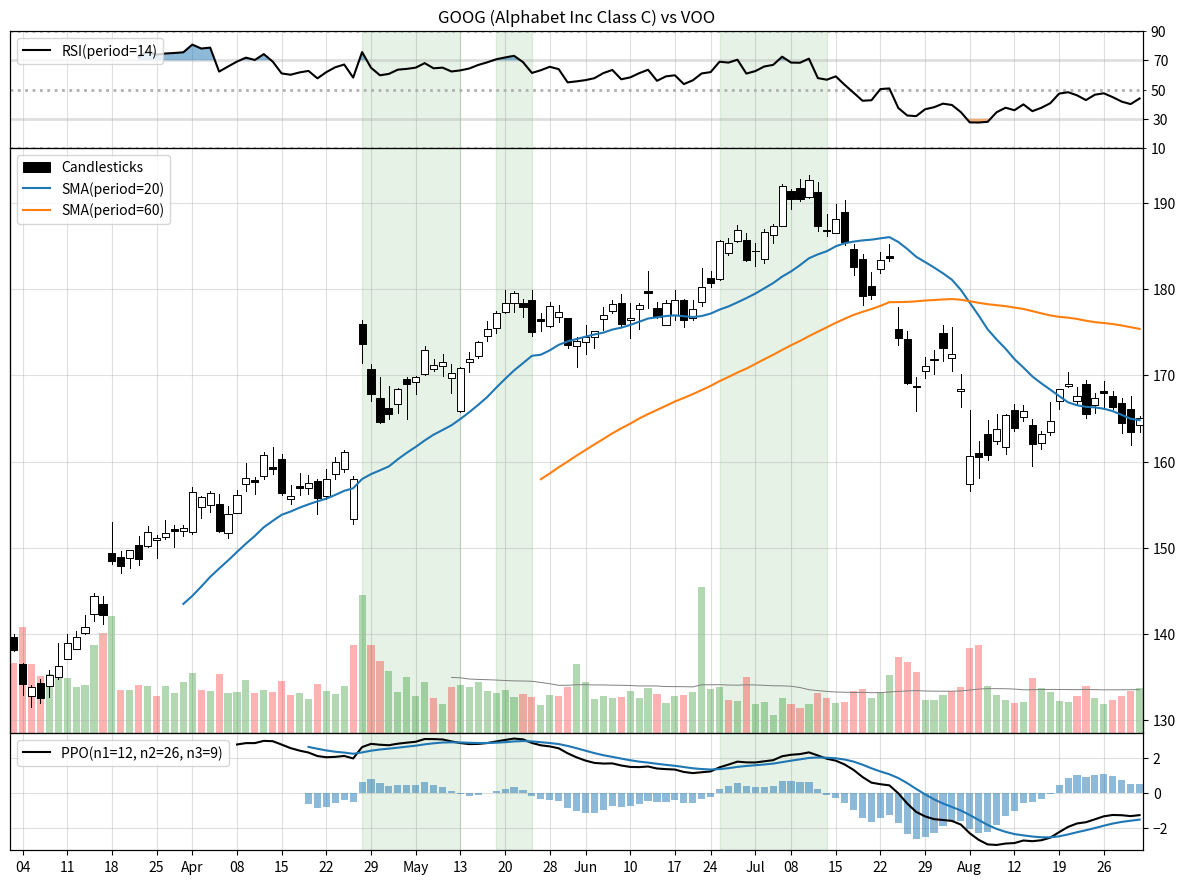 GOOG (Alphabet Inc Class C) vs VOO
RSI(period=14)
90
70
50
30
10
Candlesticks
SMA(period=20)
SMA(period=60)
190
180
170
160
150
140
130
PPO(n1=12, n2=26, n3=9)
2
0
−2
04 11 18 25 Apr 08 15 22 29 May 13 20 28 Jun 10 17 24 Jul 08 15 22 29 Aug 12 19 26